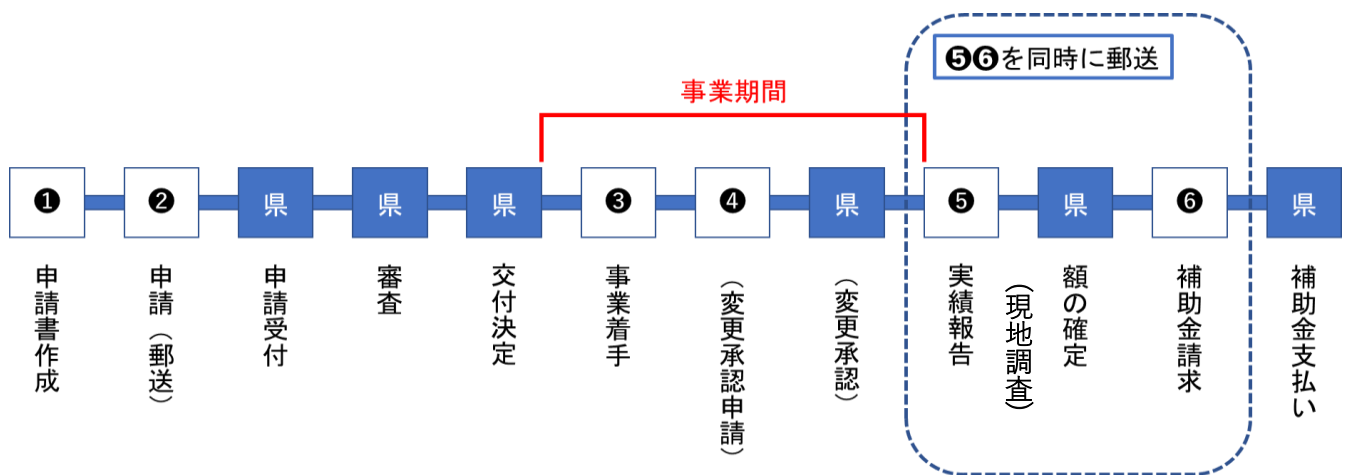 ❺❻を同時に郵送
事業期間
❶
❷
県
県
県
❸
❹
県
❺
県
❻
県
申請書作成
申請（郵送）
申請受付
審査
交付決定
事業着手
（変更承認申請）
（変更承認）
実績報告
（現地調査）
額の確定
補助金請求
補助金支払い